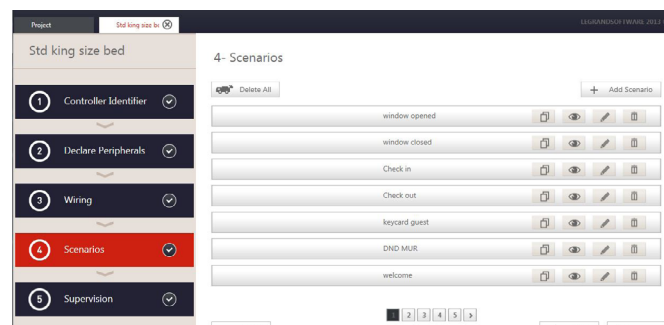 Project
Std king size be
LEGRANDSOFTWARE 2013
Std king size bed
4- Scenarios
Delete All
+ Add Scenario
1 Controller Identifier
2 Declare Peripherals
3 Wiring
4 Scenarios
5 Supervision
window opened
window closed
Check in
Check out
keycard guest
DND MUR
welcome
1 2 3 4 5 >